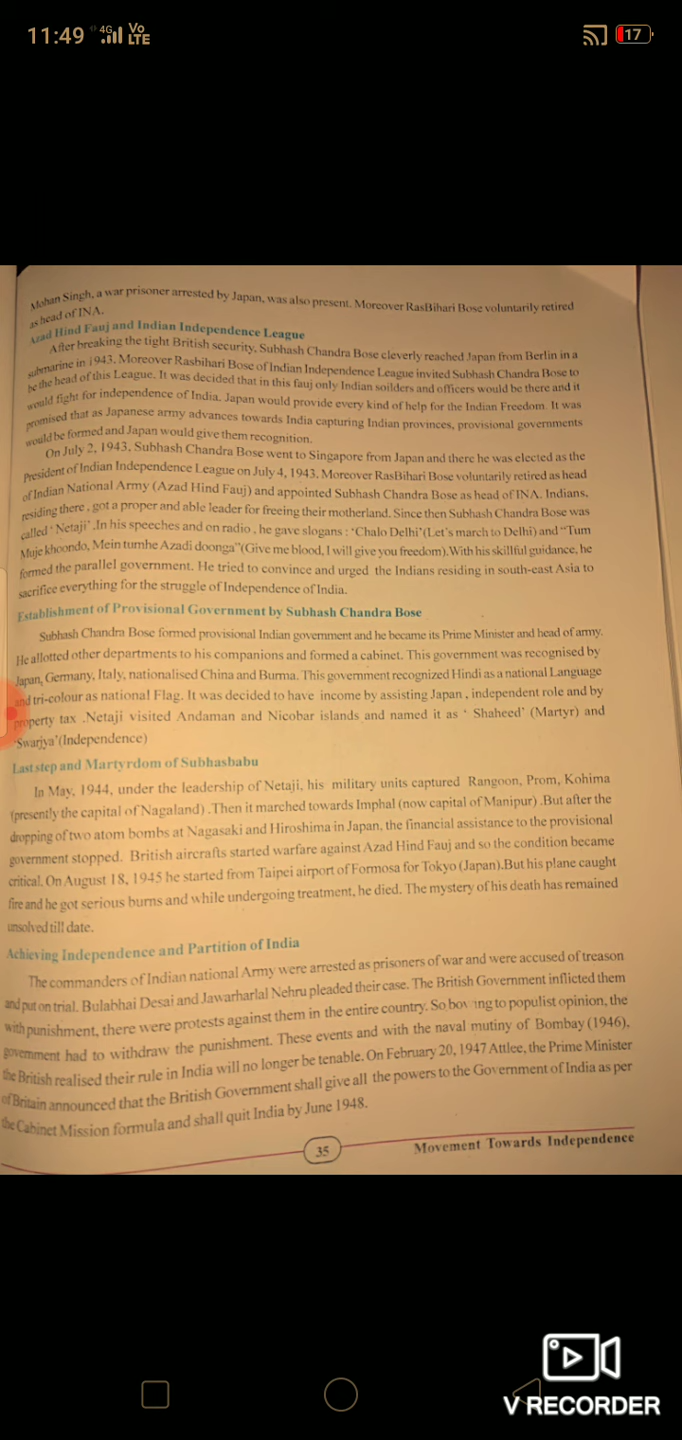 11:49 4G Vo LTE 17
Mohan Singh, a war prisoner arrested by Japan, was also present. Moreover RasBihari Bose voluntarily retired
as head of INA.
Azad Hind Fauj and Indian Independence League
After breaking the tight British security, Subhash Chandra Bose cleverly reached Japan from Berlin in a
submarine in 1943. Moreover Rasbihari Bose of Indian Independence League invited Subhash Chandra Bose to
be the head of this League. It was decided that in this fauj only Indian soilders and officers would be there and it
would fight for independence of India. Japan would provide every kind of help for the Indian Freedom. It was
promised that as Japanese army advances towards India capturing Indian provinces, provisional governments
would be formed and Japan would give them recognition.
On July 2, 1943, Subhash Chandra Bose went to Singapore from Japan and there he was elected as the
President of Indian Independence League on July 4, 1943. Moreover RasBihari Bose voluntarily retired as head
of Indian National Army (Azad Hind Fauj) and appointed Subhash Chandra Bose as head of INA. Indians,
residing there , got a proper and able leader for freeing their motherland. Since then Subhash Chandra Bose was
called ' Netaji' .In his speeches and on radio , he gave slogans : 'Chalo Delhi'(Let's march to Delhi) and "Tum
Muje khoondo, Mein tumhe Azadi doonga"(Give me blood, I will give you freedom).With his skillful guidance, he
formed the parallel government. He tried to convince and urged the Indians residing in south-east Asia to
sacrifice everything for the struggle of Independence of India.
Establishment of Provisional Government by Subhash Chandra Bose
Subhash Chandra Bose formed provisional Indian government and he became its Prime Minister and head of army.
He allotted other departments to his companions and formed a cabinet. This government was recognised by
Japan, Germany, Italy, nationalised China and Burma. This government recognized Hindi as a national Language
and tri-colour as national Flag. It was decided to have income by assisting Japan , independent role and by
property tax .Netaji visited Andaman and Nicobar islands and named it as ' Shaheed' (Martyr) and
'Swarjya'(Independence)
Last step and Martyrdom of Subhasbabu
In May, 1944, under the leadership of Netaji, his military units captured Rangoon, Prom, Kohima
(presently the capital of Nagaland) .Then it marched towards Imphal (now capital of Manipur) .But after the
dropping of two atom bombs at Nagasaki and Hiroshima in Japan, the financial assistance to the provisional
government stopped. British aircrafts started warfare against Azad Hind Fauj and so the condition became
critical. On August 18, 1945 he started from Taipei airport of Formosa for Tokyo (Japan).But his plane caught
fire and he got serious burns and while undergoing treatment, he died. The mystery of his death has remained
unsolved till date.
Achieving Independence and Partition of India
The commanders of Indian national Army were arrested as prisoners of war and were accused of treason
and put on trial. Bulabhai Desai and Jawarharlal Nehru pleaded their case. The British Government inflicted them
with punishment, there were protests against them in the entire country. So bowing to populist opinion, the
government had to withdraw the punishment. These events and with the naval mutiny of Bombay (1946),
the British realised their rule in India will no longer be tenable. On February 20, 1947 Attlee, the Prime Minister
of Britain announced that the British Government shall give all the powers to the Government of India as per
the Cabinet Mission formula and shall quit India by June 1948.
35 Movement Towards Independence
V RECORDER